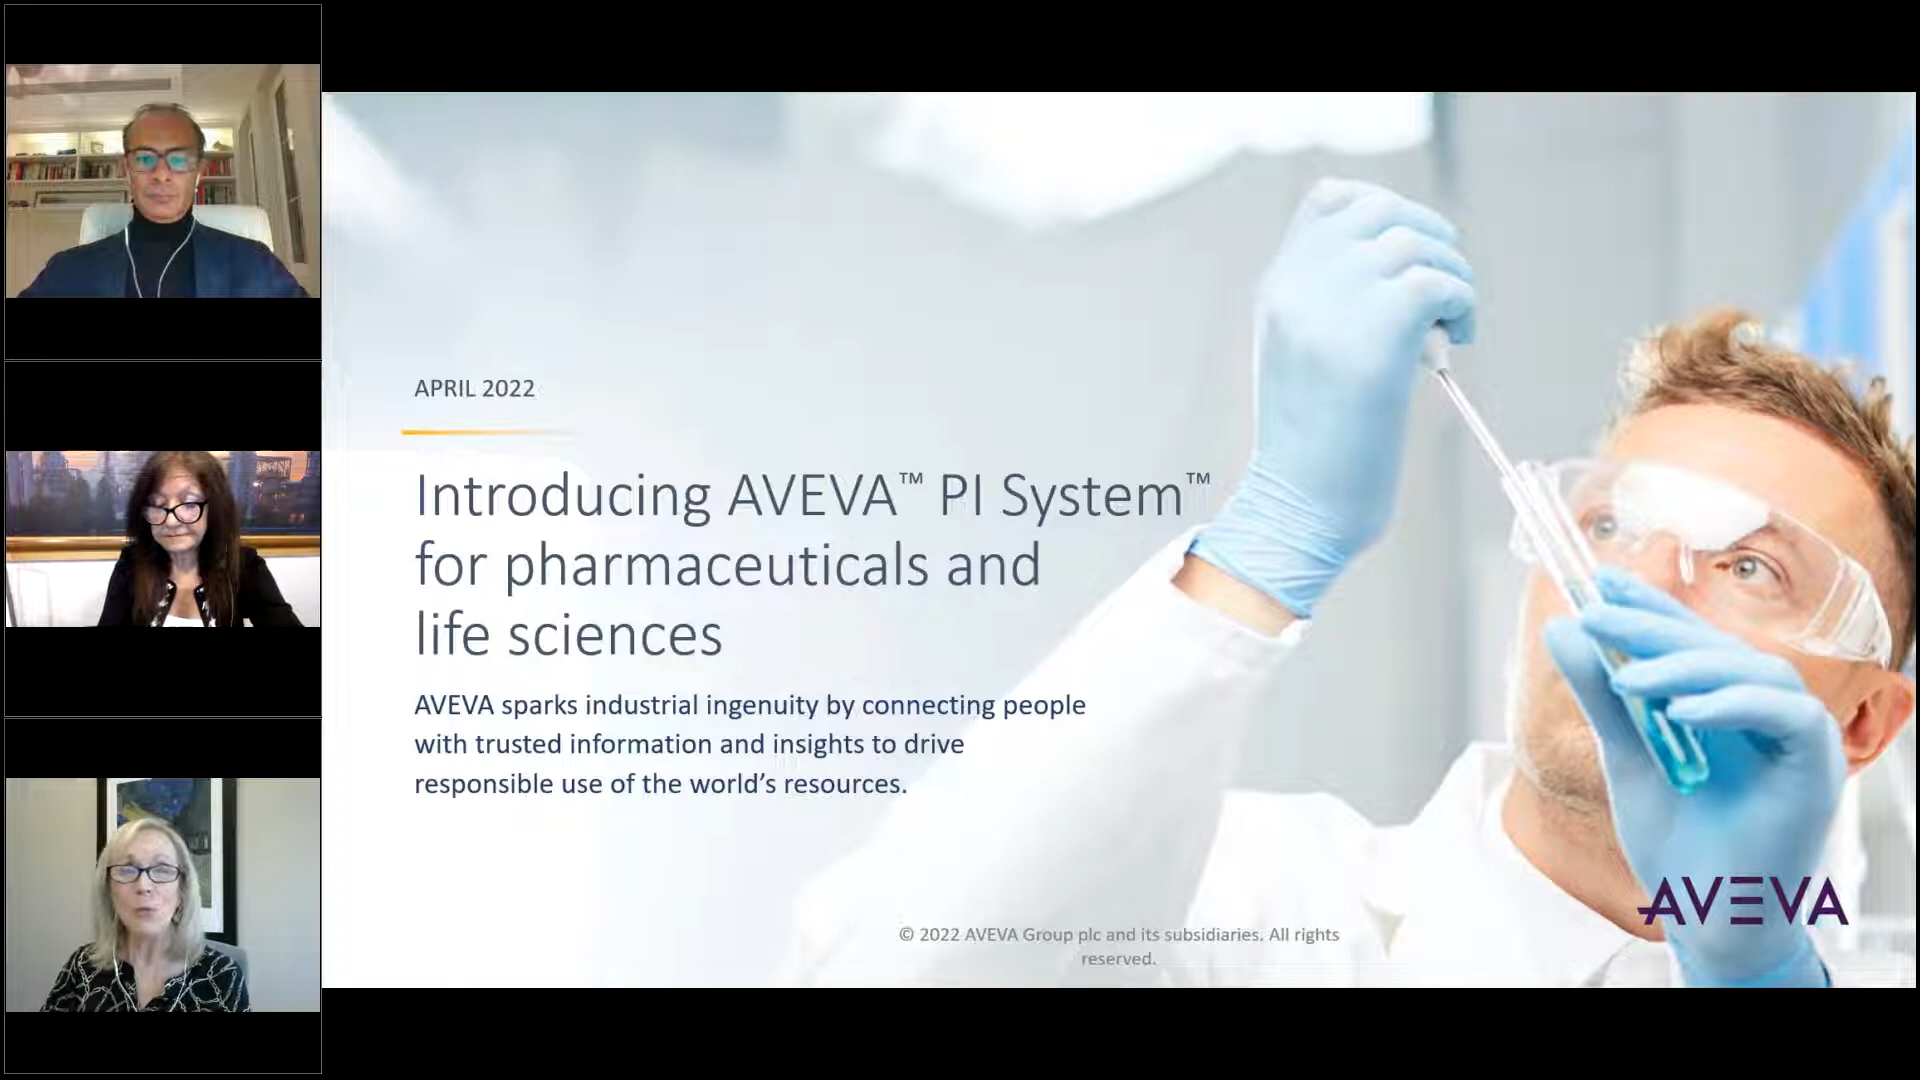 APRIL 2022
Introducing AVEVA™ PI System™
for pharmaceuticals and
life sciences
AVEVA sparks industrial ingenuity by connecting people
with trusted information and insights to drive
responsible use of the world’s resources.
AVEVA
© 2022 AVEVA Group plc and its subsidiaries. All rights
reserved.